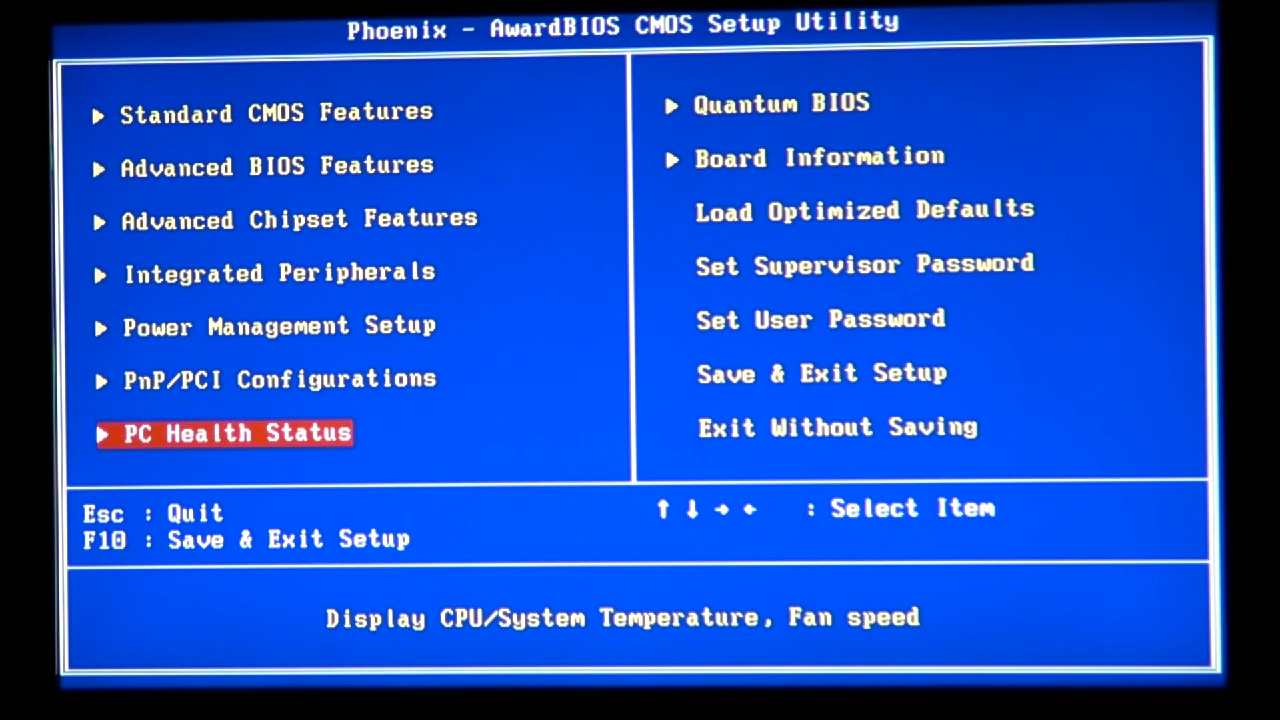 Phoenix - AwardBIOS CMOS Setup Utility
Standard CMOS Features
Advanced BIOS Features
Advanced Chipset Features
Integrated Peripherals
Power Management Setup
PnP/PCI Configurations
PC Health Status
Quantum BIOS
Board Information
Load Optimized Defaults
Set Supervisor Password
Set User Password
Save & Exit Setup
Exit Without Saving
Esc : Quit
F10 : Save & Exit Setup
↑ ↓ → ← : Select Item
Display CPU/System Temperature, Fan speed